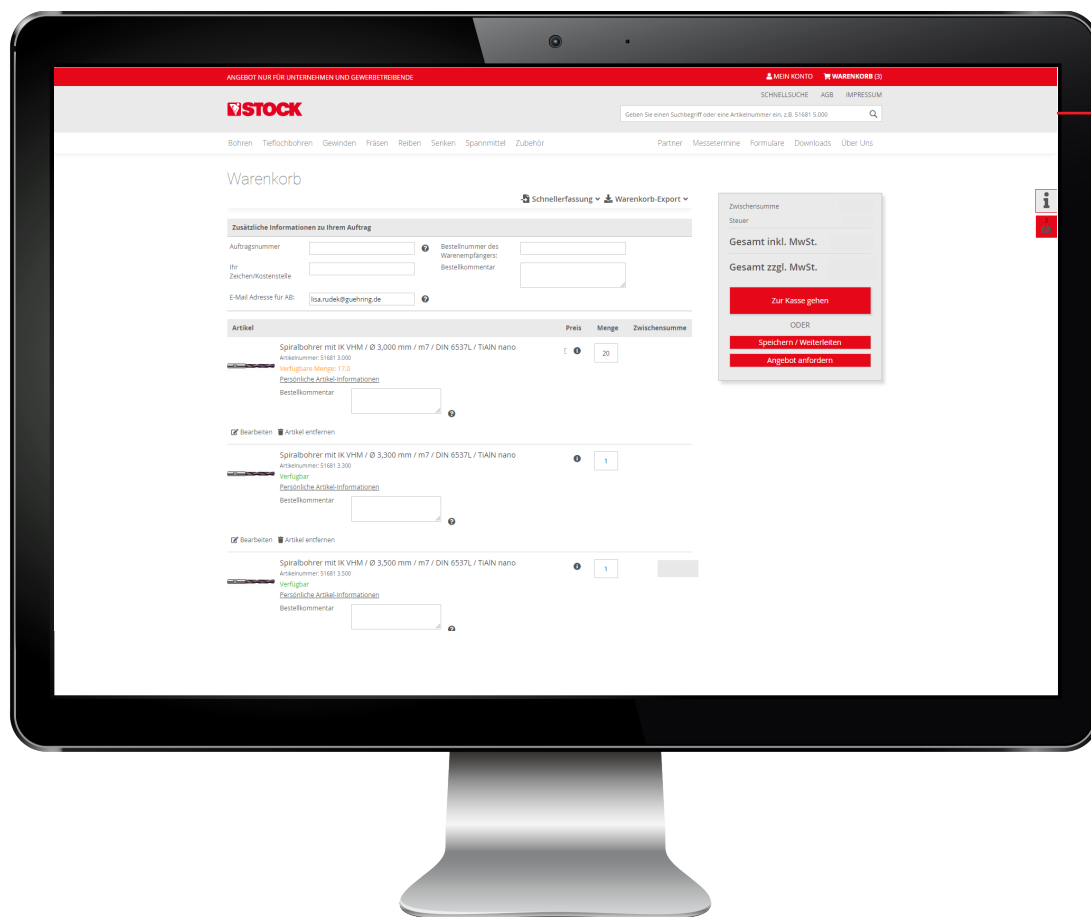 ANGEBOT NUR FÜR UNTERNEHMEN UND GEWERBETREIBENDE
MEIN KONTO WARENKORB (3)
SCHNELLSUCHE AGB IMPRESSUM
STOCK
Geben Sie einen Suchbegriff oder eine Artikelnummer ein, z.B. 51681 5.000
Bohren Tieflochbohren Gewinden Fräsen Reiben Senken Spannmittel Zubehör Partner Messetermine Formulare Downloads Über Uns
Warenkorb
Schnellerfassung Warenkorb-Export
Zusätzliche Informationen zu Ihrem Auftrag
Auftragsnummer
Bestellnummer des
Warenempfängers:
Ihr
Zeichen/Kostenstelle
Bestellkommentar
E-Mail Adresse für AB: lisa.rudek@guehring.de
Zwischensumme
Steuer
Gesamt inkl. MwSt.
Gesamt zzgl. MwSt.
Zur Kasse gehen
ODER
Speichern / Weiterleiten
Angebot anfordern
Artikel Preis Menge Zwischensumme
Spiralbohrer mit IK VHM / Ø 3,000 mm / m7 / DIN 6537L / TiAlN nano
20
Artikelnummer: 51681 3.000
Verfügbare Menge: 17.0
Persönliche Artikel-Informationen
Bestellkommentar
Bearbeiten Artikel entfernen
Spiralbohrer mit IK VHM / Ø 3,300 mm / m7 / DIN 6537L / TiAlN nano
1
Artikelnummer: 51681 3.300
Verfügbar
Persönliche Artikel-Informationen
Bestellkommentar
Bearbeiten Artikel entfernen
Spiralbohrer mit IK VHM / Ø 3,500 mm / m7 / DIN 6537L / TiAlN nano
1
Artikelnummer: 51681 3.500
Verfügbar
Persönliche Artikel-Informationen
Bestellkommentar